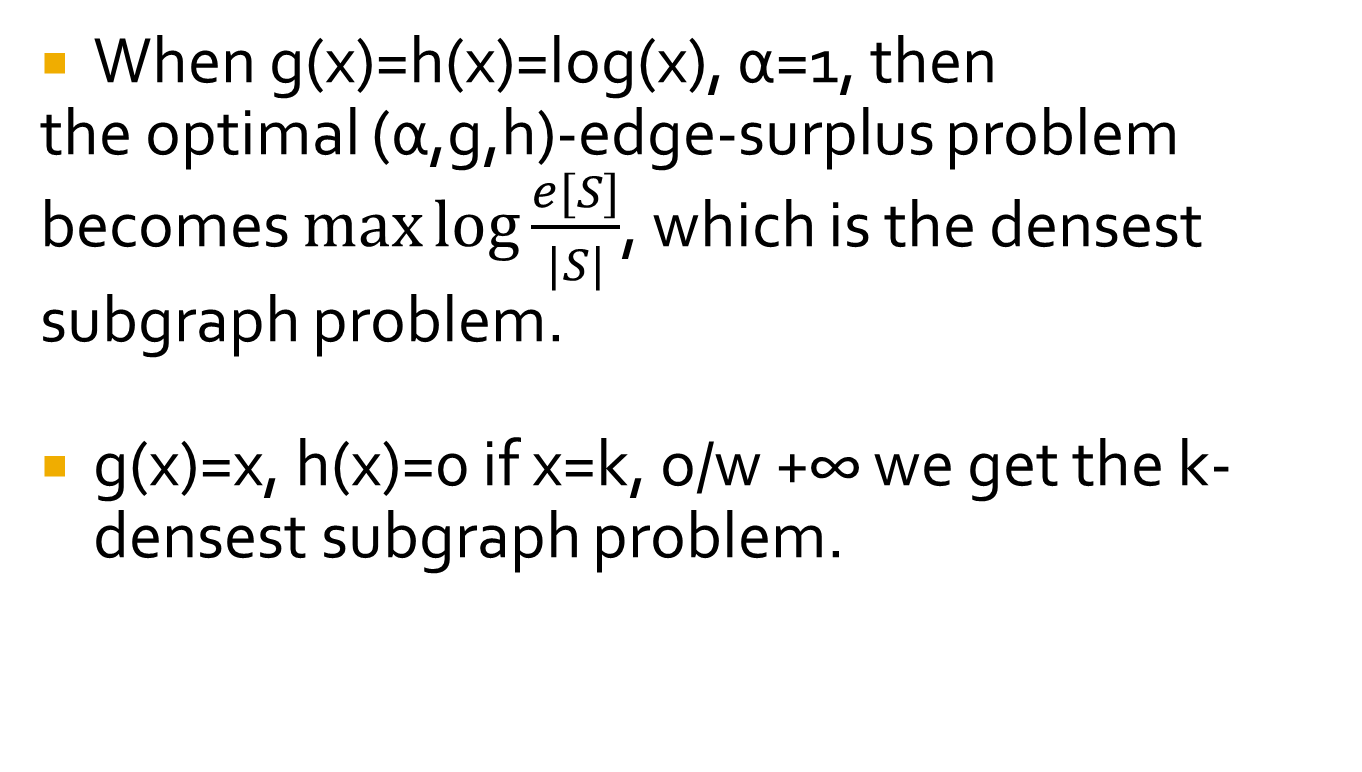 ▪ When g(x)=h(x)=log(x), α=1, then
the optimal (α,g,h)-edge-surplus problem
becomes max log e[S]/|S|, which is the densest
subgraph problem.
▪ g(x)=x, h(x)=0 if x=k, o/w +∞ we get the k-
densest subgraph problem.